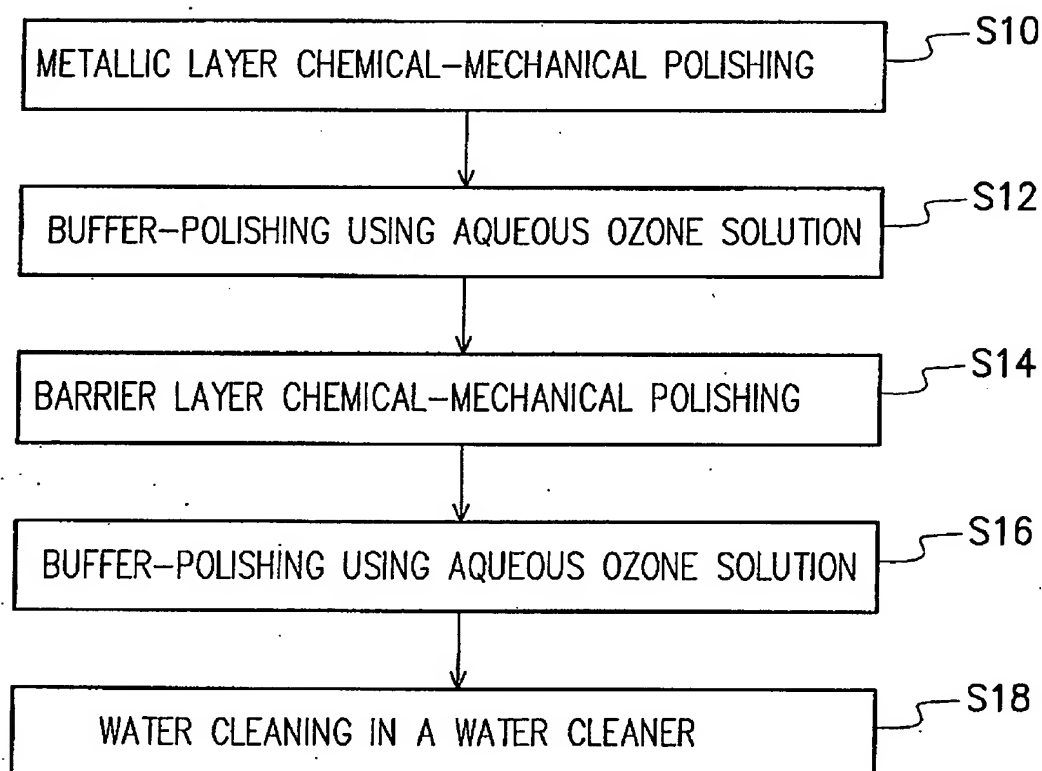 METALLIC LAYER CHEMICAL-MECHANICAL POLISHING
S10
BUFFER-POLISHING USING AQUEOUS OZONE SOLUTION
S12
BARRIER LAYER CHEMICAL-MECHANICAL POLISHING
S14
BUFFER-POLISHING USING AQUEOUS OZONE SOLUTION
S16
WATER CLEANING IN A WATER CLEANER
S18